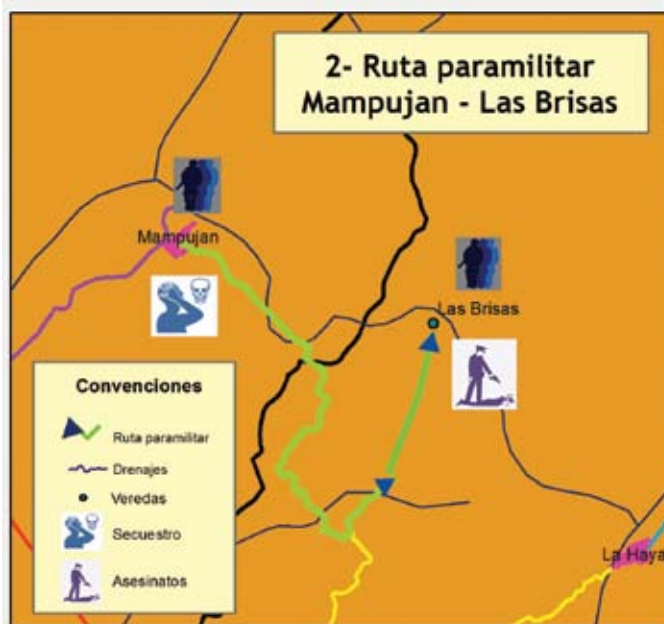 2- Ruta paramilitar
Mampujan - Las Brisas
Mampujan
Las Brisas
Convenciones
Ruta paramilitar
Drenajes
Veredas
Secuestro
Asesinatos
La Haya